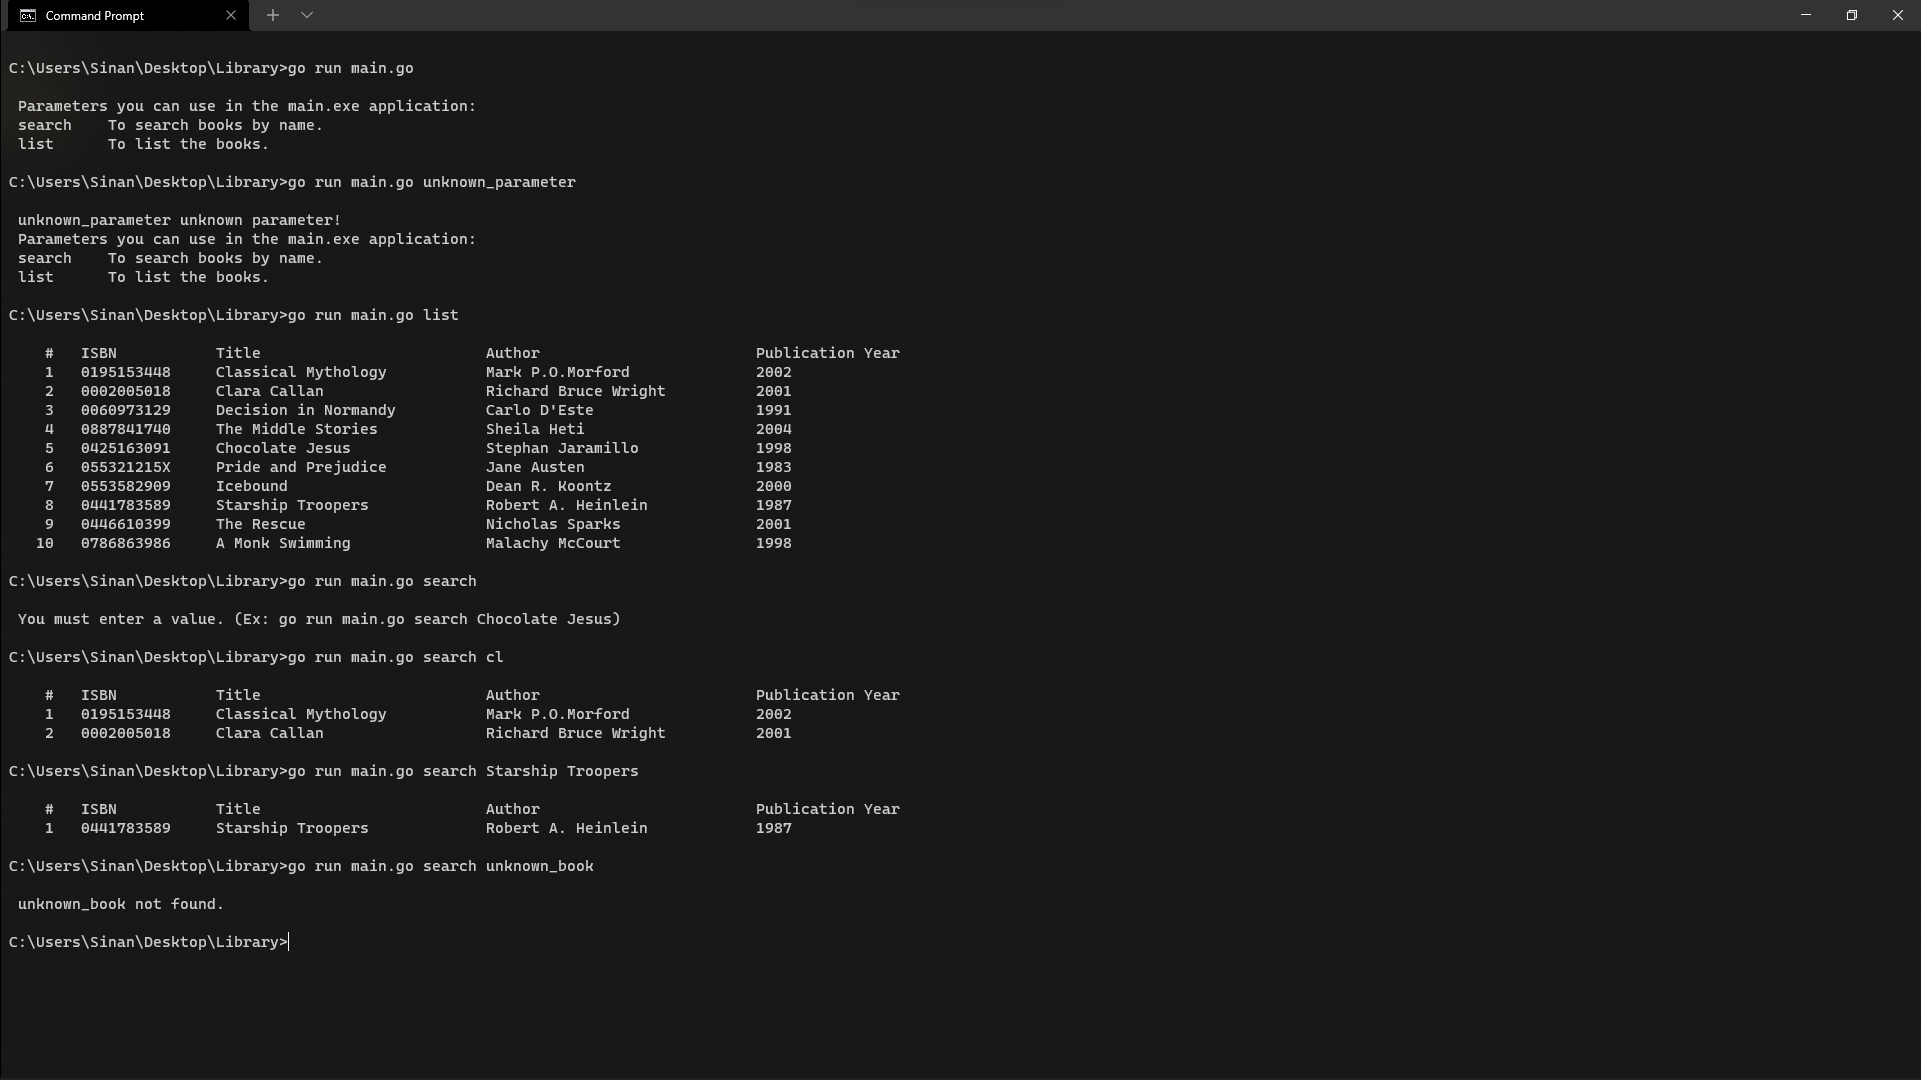 Command Prompt
C:\Users\Sinan\Desktop\Library>go run main.go
Parameters you can use in the main.exe application:
search    To search books by name.
list      To list the books.
C:\Users\Sinan\Desktop\Library>go run main.go unknown_parameter
unknown_parameter unknown parameter!
Parameters you can use in the main.exe application:
search    To search books by name.
list      To list the books.
C:\Users\Sinan\Desktop\Library>go run main.go list
#   ISBN           Title                         Author                        Publication Year
1   0195153448     Classical Mythology           Mark P.O.Morford              2002
2   0002005018     Clara Callan                  Richard Bruce Wright          2001
3   0060973129     Decision in Normandy          Carlo D'Este                  1991
4   0887841740     The Middle Stories            Sheila Heti                   2004
5   0425163091     Chocolate Jesus               Stephan Jaramillo             1998
6   055321215X     Pride and Prejudice           Jane Austen                   1983
7   0553582909     Icebound                      Dean R. Koontz                2000
8   0441783589     Starship Troopers             Robert A. Heinlein            1987
9   0446610399     The Rescue                    Nicholas Sparks               2001
10   0786863986     A Monk Swimming               Malachy McCourt               1998
C:\Users\Sinan\Desktop\Library>go run main.go search
You must enter a value. (Ex: go run main.go search Chocolate Jesus)
C:\Users\Sinan\Desktop\Library>go run main.go search cl
#   ISBN           Title                         Author                        Publication Year
1   0195153448     Classical Mythology           Mark P.O.Morford              2002
2   0002005018     Clara Callan                  Richard Bruce Wright          2001
C:\Users\Sinan\Desktop\Library>go run main.go search Starship Troopers
#   ISBN           Title                         Author                        Publication Year
1   0441783589     Starship Troopers             Robert A. Heinlein            1987
C:\Users\Sinan\Desktop\Library>go run main.go search unknown_book
unknown_book not found.
C:\Users\Sinan\Desktop\Library>